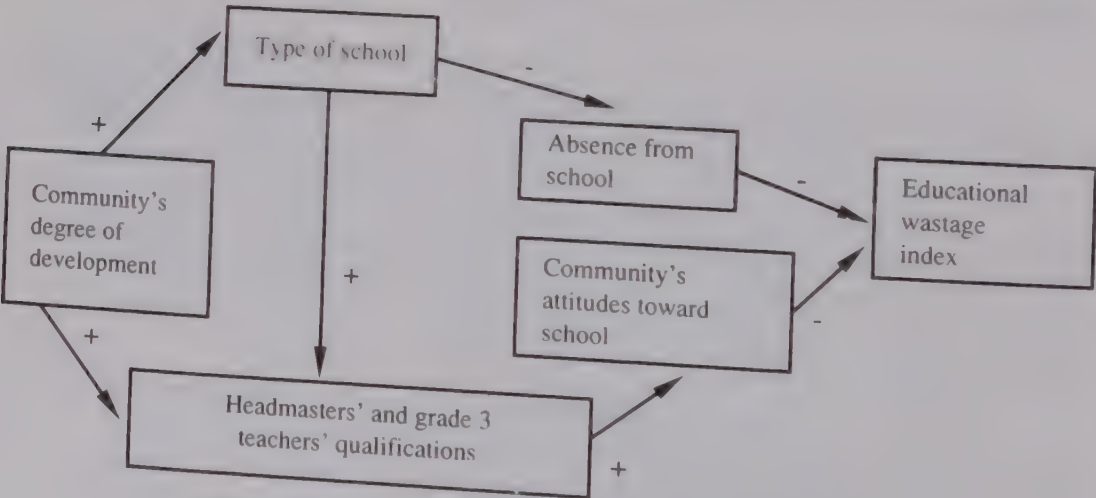 Type of school
-
+
Absence from
school
-
Educational
wastage
index
Community's
degree of
development
Community's
attitudes toward
school
+
-
+
Headmasters' and grade 3
teachers' qualifications
+